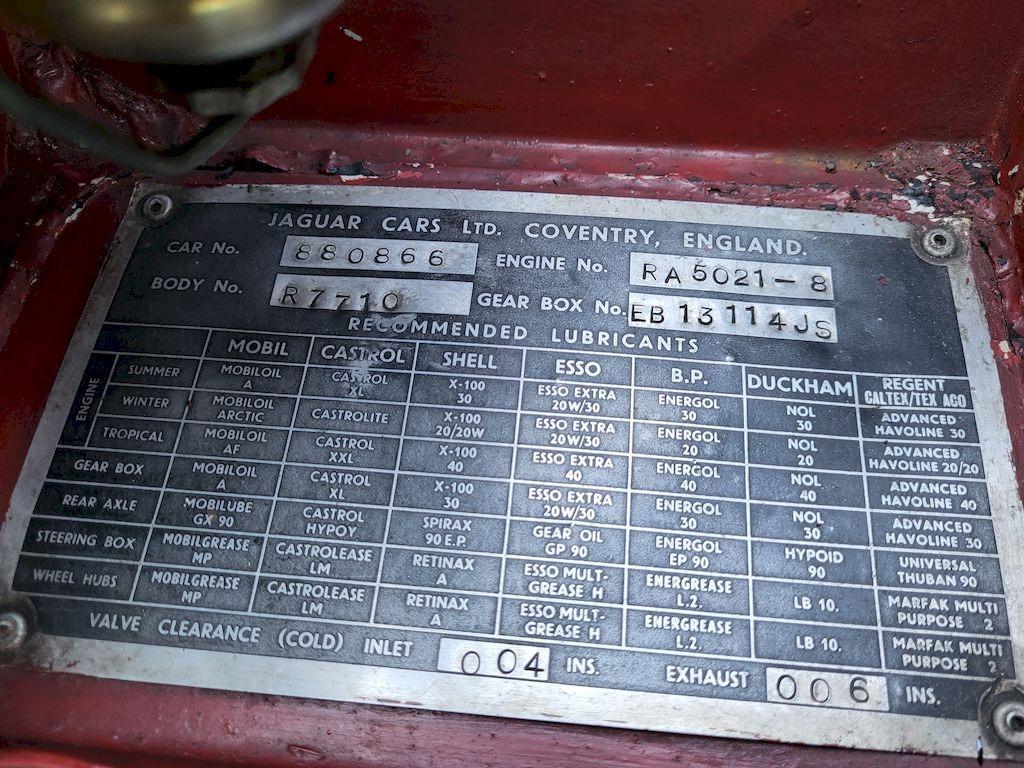 JAGUAR CARS LTD. COVENTRY, ENGLAND.
CAR No. 880866 ENGINE No. RA5021-8
BODY No. R7710 GEAR BOX No. EB13114JS
RECOMMENDED LUBRICANTS
MOBIL CASTROL SHELL ESSO B.P. DUCKHAM REGENT CALTEX/TEX ACO
ENGINE
SUMMER MOBILOIL A CASTROL XL X-100 30 ESSO EXTRA 20W/30 ENERGOL 30 NOL 30 ADVANCED HAVOLINE 30
WINTER MOBILOIL ARCTIC CASTROLITE X-100 20/20W ESSO EXTRA 20W/30 ENERGOL 20 NOL 20 ADVANCED HAVOLINE 20/20
TROPICAL MOBILOIL AF CASTROL XXL X-100 40 ESSO EXTRA 40 ENERGOL 40 NOL 40 ADVANCED HAVOLINE 40
GEAR BOX MOBILOIL A CASTROL XL X-100 30 ESSO EXTRA 20W/30 ENERGOL 30 NOL 30 ADVANCED HAVOLINE 30
REAR AXLE MOBILUBE GX 90 CASTROL HYPOY SPIRAX 90 E.P. GEAR OIL GP 90 ENERGOL EP 90 HYPOID 90 UNIVERSAL THUBAN 90
STEERING BOX MOBILGREASE MP CASTROLEASE LM RETINAX A ESSO MULT-GREASE H ENERGREASE L.2. LB 10. MARFAK MULTI PURPOSE 2
WHEEL HUBS MOBILGREASE MP CASTROLEASE LM RETINAX A ESSO MULT-GREASE H ENERGREASE L.2. LB 10. MARFAK MULTI PURPOSE 2
VALVE CLEARANCE (COLD) INLET 004 INS. EXHAUST 006 INS.